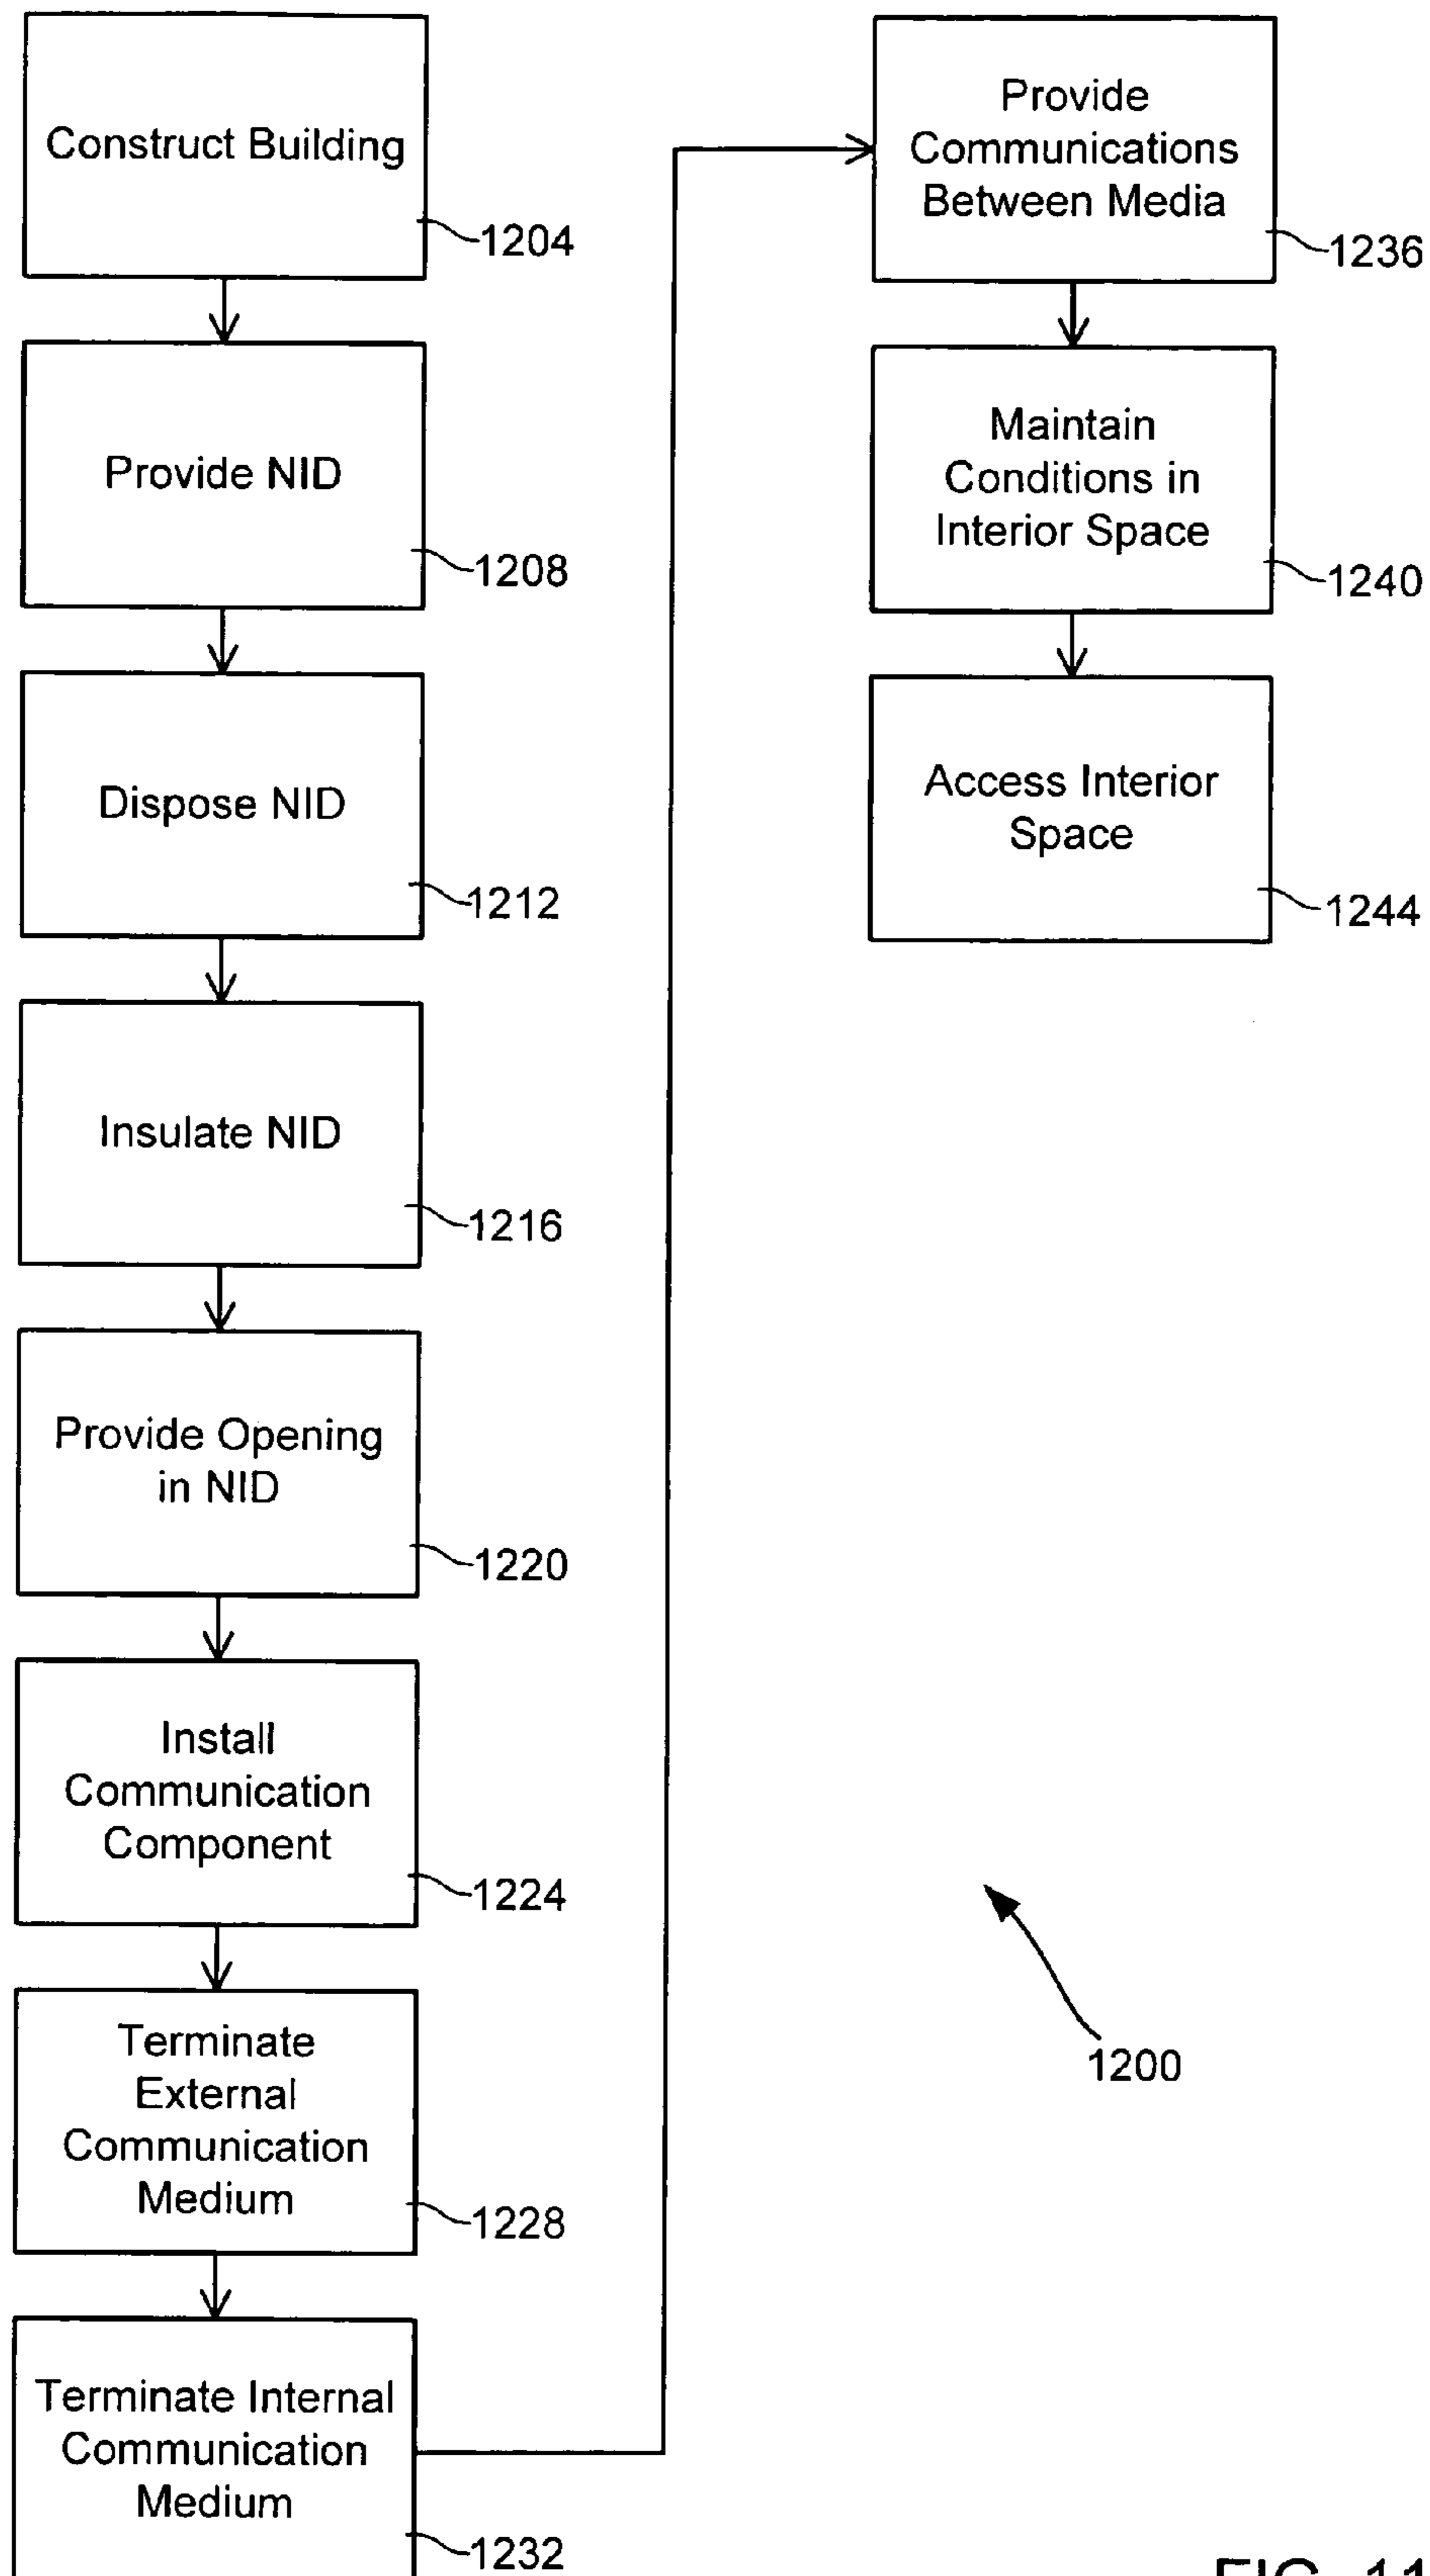 Construct Building
1204
Provide NID
1208
Dispose NID
1212
Insulate NID
1216
Provide Opening
in NID
1220
Install
Communication
Component
1224
Terminate
External
Communication
Medium
1228
Terminate Internal
Communication
Medium
1232
Provide
Communications
Between Media
1236
Maintain
Conditions in
Interior Space
1240
Access Interior
Space
1244
1200
FIG. 11